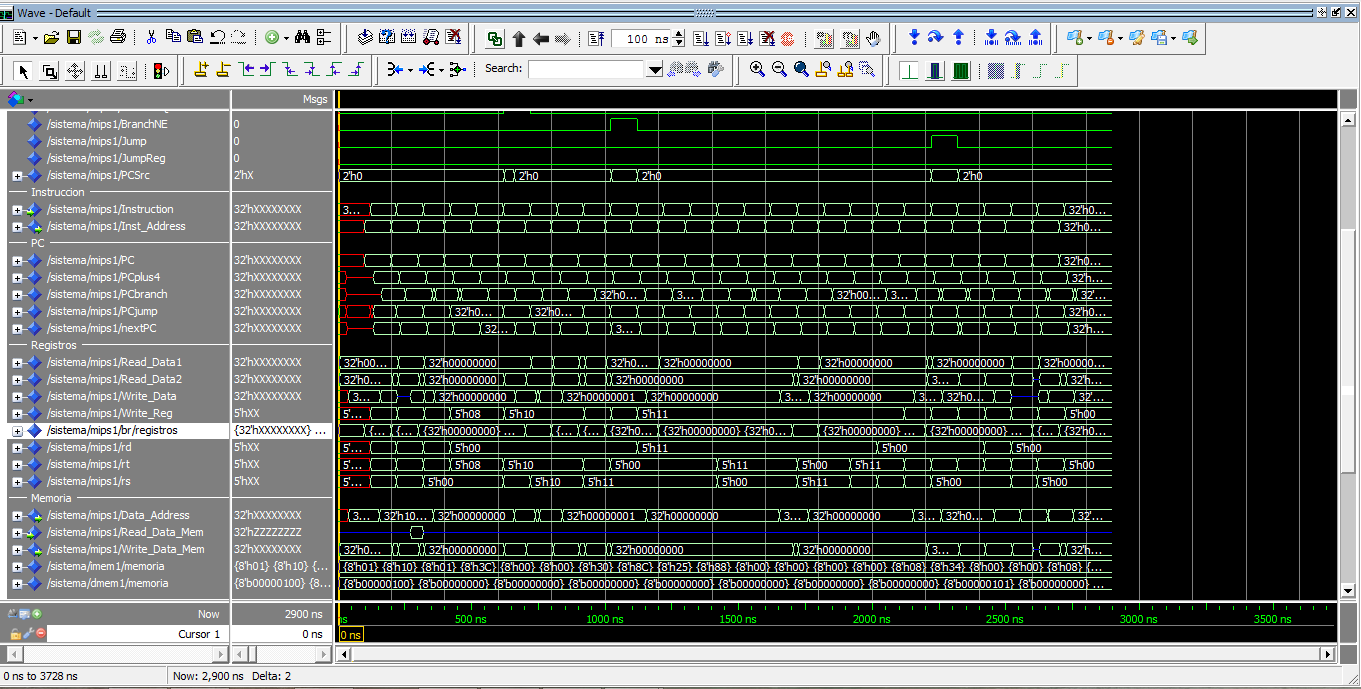 Wave - Default
100 ns
Search:
Msgs
/sistema/mips1/BranchNE 0
/sistema/mips1/Jump 0
/sistema/mips1/JumpReg 0
/sistema/mips1/PCSrc 2'hX 2'h0 2'h0 2'h0 2'h0
Instruccion
/sistema/mips1/Instruction 32'hXXXXXXXX 3... 32'h0...
/sistema/mips1/Inst_Address 32'hXXXXXXXX 32'h0...
PC
/sistema/mips1/PC 32'hXXXXXXXX 32'h0...
/sistema/mips1/PCplus4 32'hXXXXXXXX 32'h...
/sistema/mips1/PCbranch 32'hXXXXXXXX 32'h0... 3... 32'h00... 3... 32'...
/sistema/mips1/PCjump 32'hXXXXXXXX 32'h0... 32'h0... 32'h0...
/sistema/mips1/nextPC 32'hXXXXXXXX 32... 3... 32'h...
Registros
/sistema/mips1/Read_Data1 32'hXXXXXXXX 32'h00... 32'h00000000 32'h0... 32'h00000000 32'h00000000 32'h00000000 32'h00000...
/sistema/mips1/Read_Data2 32'hXXXXXXXX 32'h0... 32'h00000000 32'h00000000 32'h00000000 3... 32'h...
/sistema/mips1/Write_Data 32'hXXXXXXXX 3... 32'h00000000 32'h00000001 32'h00000000 3... 32'h00000000 3... 32'h0... 32'...
/sistema/mips1/Write_Reg 5'hXX 5'... 5'h08 5'h10 5'h11 5'h00
/sistema/mips1/br/registros {32'hXXXXXXXX} ... {... {... {32'h00000000} ... {... {... {32'h0... {32'h00000000} {32'h0... {32'h00000000} ... {32'h00000000} ... {... {32'h0...
/sistema/mips1/rd 5'hXX 5'... 5'h00 5'h11 5'h00 5'h00
/sistema/mips1/rt 5'hXX 5'... 5'h08 5'h10 5'h00 5'h11 5'h00 5'h11 5'h00
/sistema/mips1/rs 5'hXX 5'... 5'h00 5'h10 5'h11 5'h00 5'h11 5'h00 5'h00
Memoria
/sistema/mips1/Data_Address 32'hXXXXXXXX 3... 32'h10... 32'h00000000 32'h00000001 32'h00000000 3... 32'h00000000 3... 32'h0... 32'...
/sistema/mips1/Read_Data_Mem 32'hZZZZZZZZ
/sistema/mips1/Write_Data_Mem 32'hXXXXXXXX 32'h0... 32'h00000000 32'h00000000 32'h00000000 3... 32'h...
/sistema/imem1/memoria {8'h01} {8'h10} {... {8'h01} {8'h10} {8'h01} {8'h3C} {8'h00} {8'h00} {8'h30} {8'h8C} {8'h25} {8'h88} {8'h00} {8'h00} {8'h00} {8'h08} {8'h34} {8'h00} {8'h00} {8'h08} {...
/sistema/dmem1/memoria {8'b00000100} {8... {8'b00000100} {8'b00000000} {8'b00000000} {8'b00000000} {8'b00000000} {8'b00000000} {8'b00000000} {8'b00000101} {8'b00000000} ...
Now 2900 ns
500 ns 1000 ns 1500 ns 2000 ns 2500 ns 3000 ns 3500 ns
Cursor 1 0 ns 0 ns
0 ns to 3728 ns Now: 2,900 ns Delta: 2